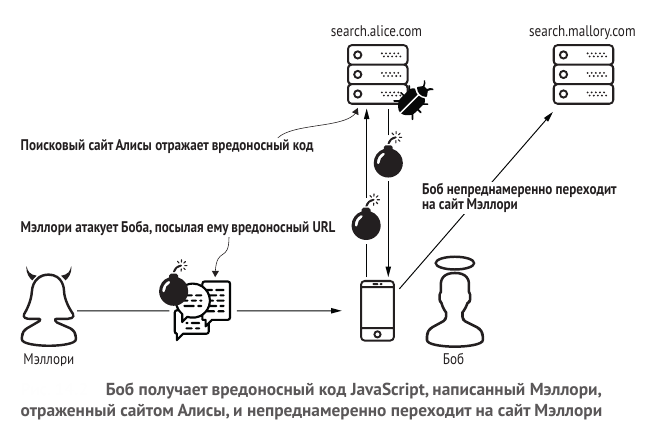 search.alice.com
search.mallory.com
Поисковый сайт Алисы отражает вредоносный код
Боб непреднамеренно переходит
на сайт Мэллори
Мэллори атакует Боба, посылая ему вредоносный URL
Мэллори
Боб
Боб получает вредоносный код JavaScript, написанный Мэллори,
отраженный сайтом Алисы, и непреднамеренно переходит на сайт Мэллори